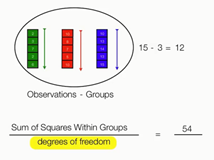 15 - 3 = 12
Observations - Groups
Sum of Squares Within Groups = 54
degrees of freedom